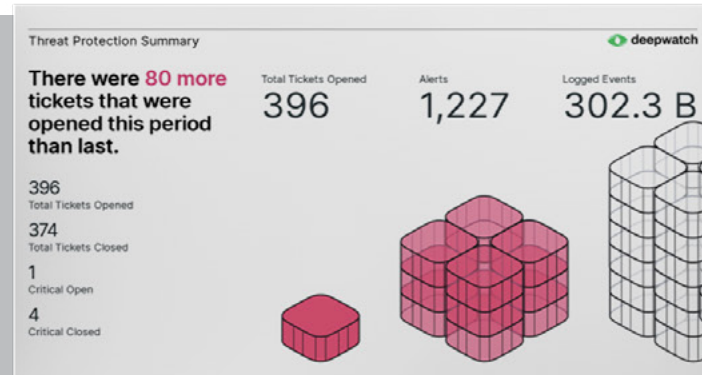 Threat Protection Summary
deepwatch
There were 80 more
tickets that were
opened this period
than last.
Total Tickets Opened
396
Alerts
1,227
Logged Events
302.3 B
396
Total Tickets Opened
374
Total Tickets Closed
1
Critical Open
4
Critical Closed